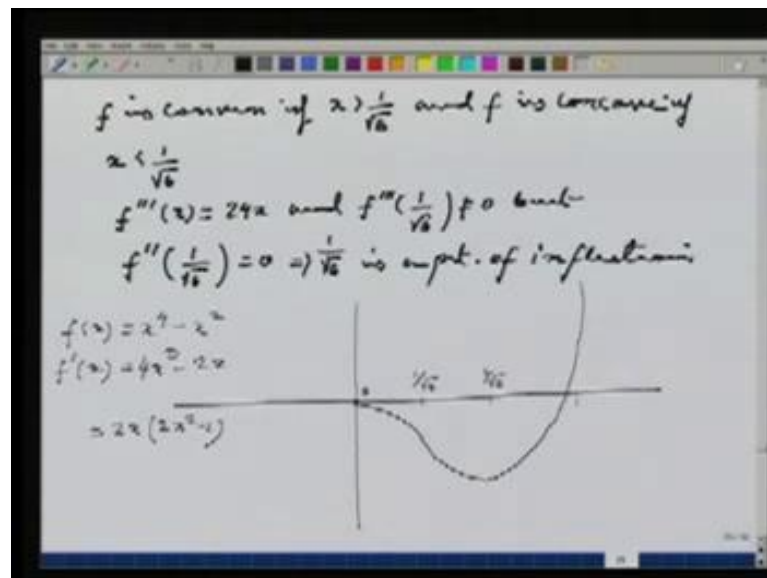 f is convex if x > 1/√6 and f is concave if
x < 1/√6
f'''(x) = 24x and f'''(1/√6) ≠ 0 but
f''(1/√6) = 0 => 1/√6 is a pt. of inflection
f(x) = x⁴ - x²
f'(x) = 4x³ - 2x
= 2x(2x² - 1)
0 1/√6 1/√2 1